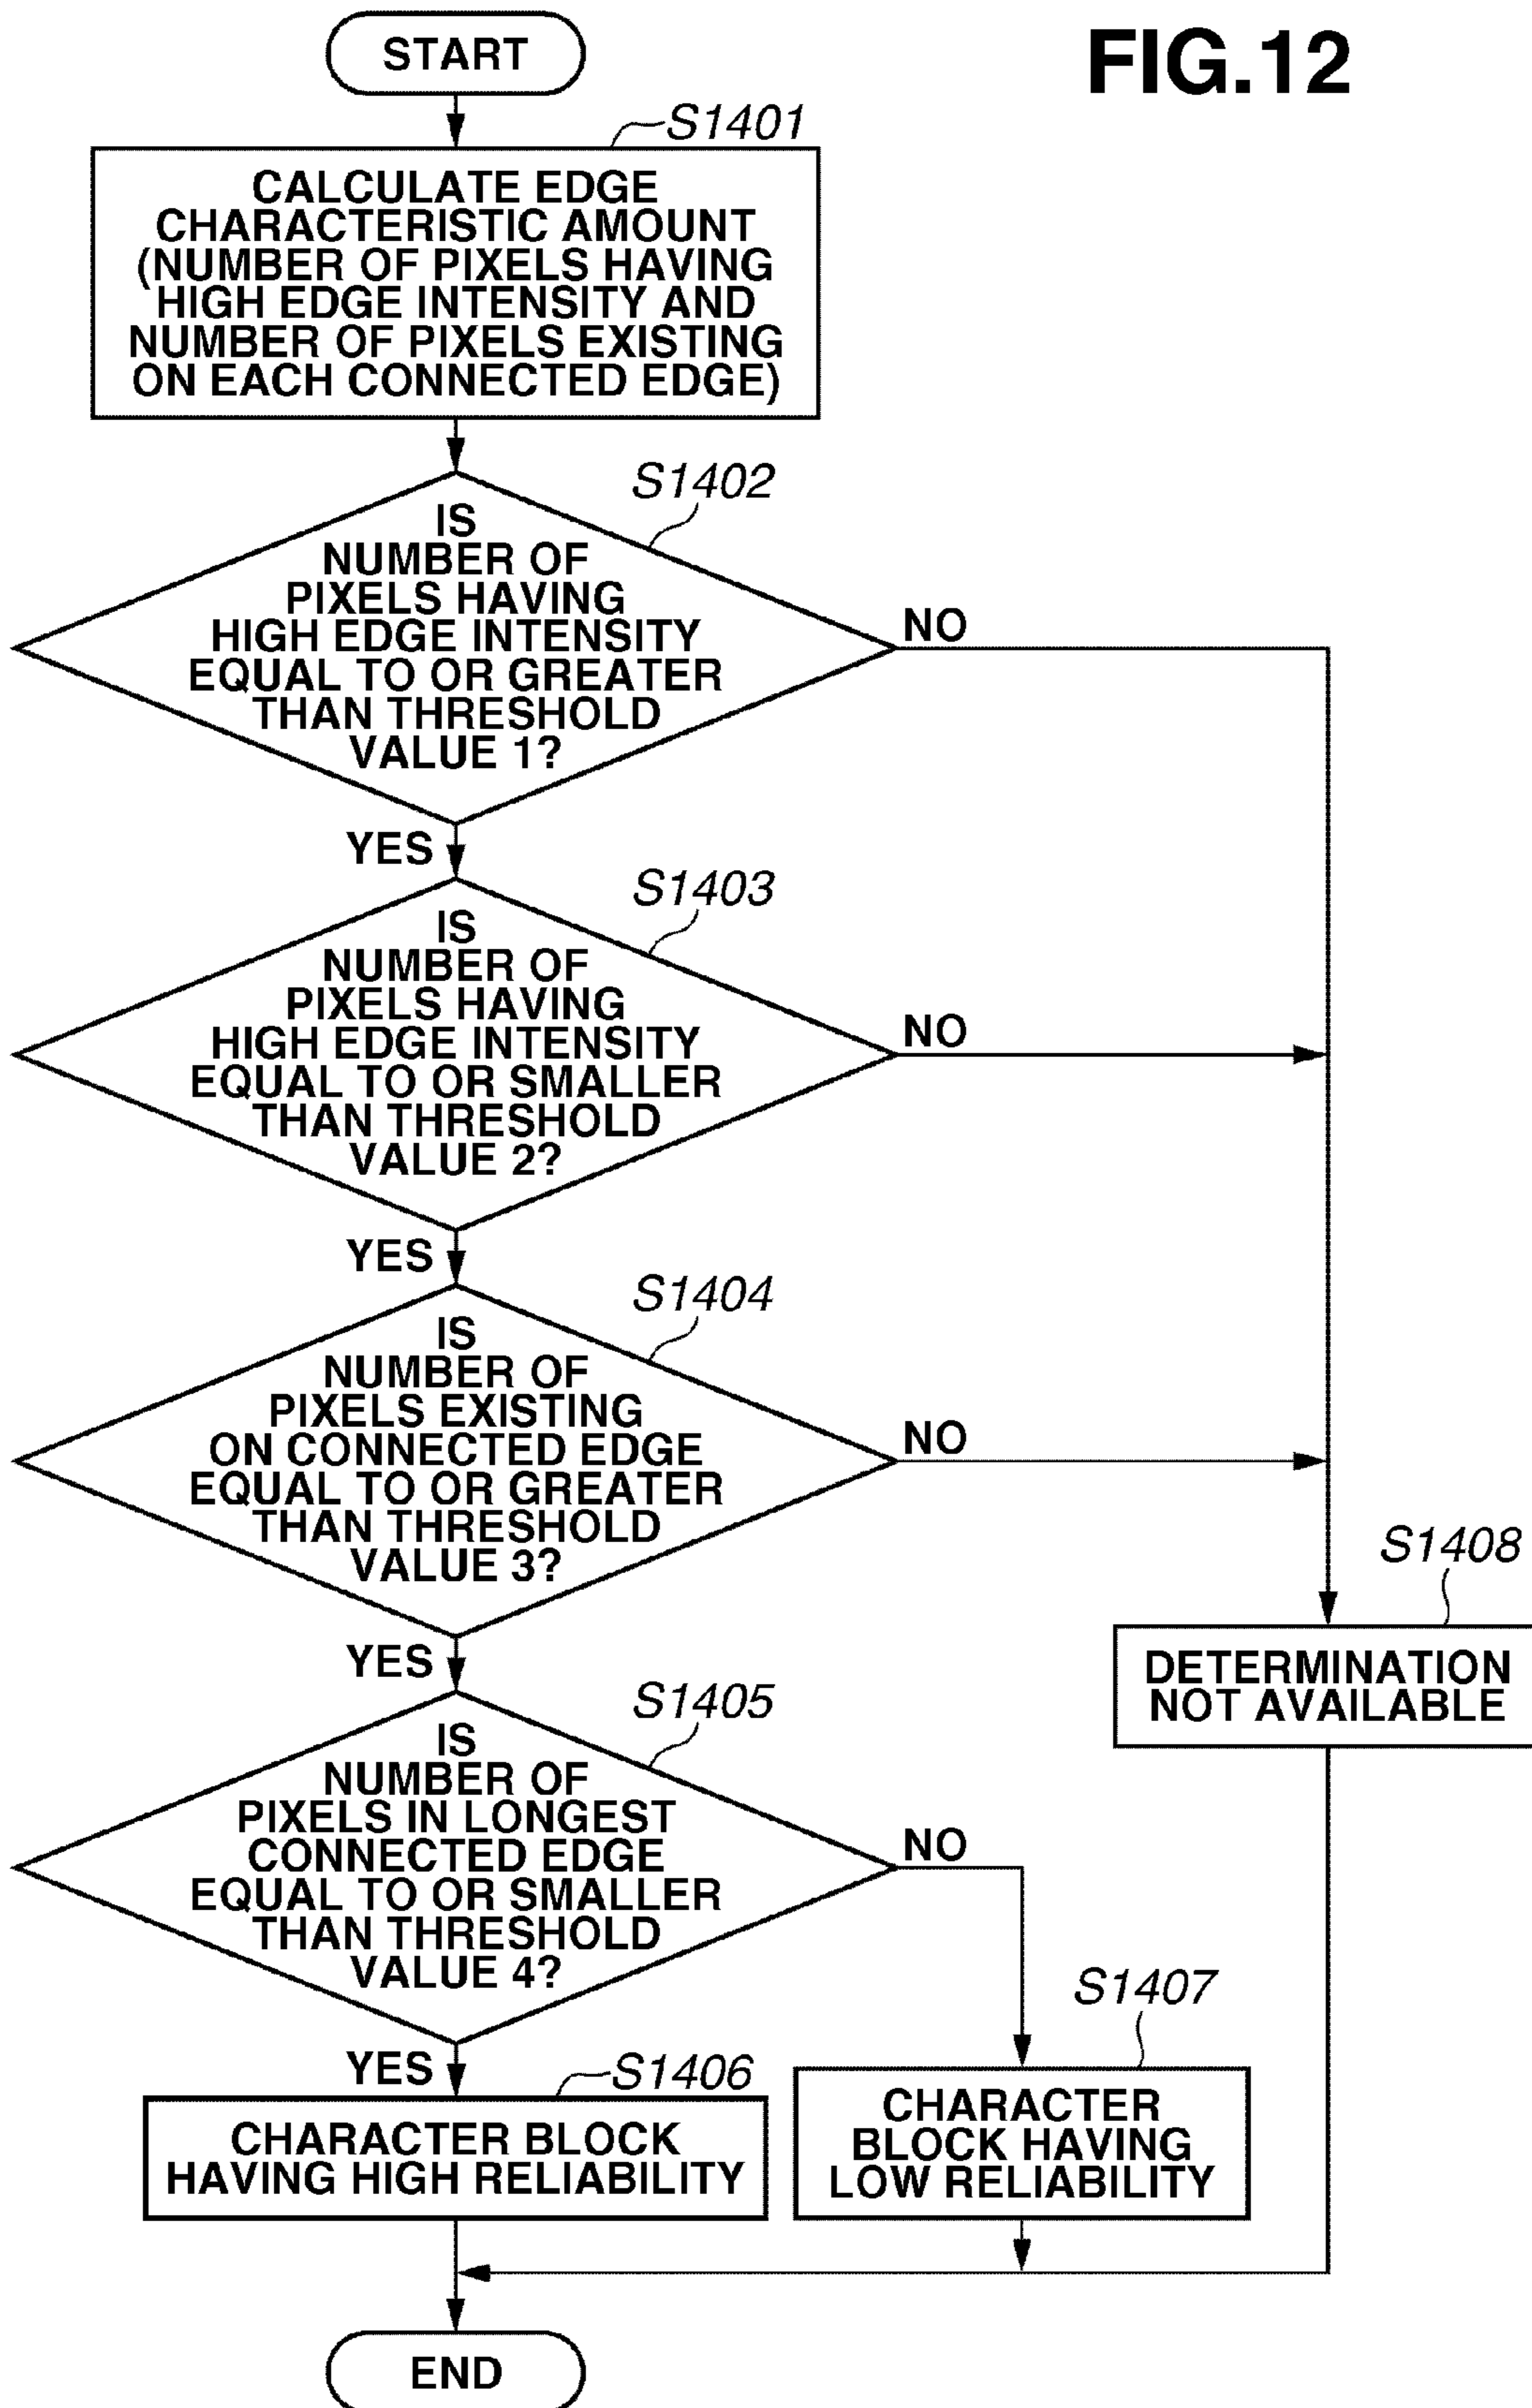 START
FIG.12
S1401
CALCULATE EDGE
CHARACTERISTIC AMOUNT
(NUMBER OF PIXELS HAVING
HIGH EDGE INTENSITY AND
NUMBER OF PIXELS EXISTING
ON EACH CONNECTED EDGE)
S1402
IS
NUMBER OF
PIXELS HAVING
HIGH EDGE INTENSITY
EQUAL TO OR GREATER
THAN THRESHOLD
VALUE 1?
NO
YES
S1403
IS
NUMBER OF
PIXELS HAVING
HIGH EDGE INTENSITY
EQUAL TO OR SMALLER
THAN THRESHOLD
VALUE 2?
NO
YES
S1404
IS
NUMBER OF
PIXELS EXISTING
ON CONNECTED EDGE
EQUAL TO OR GREATER
THAN THRESHOLD
VALUE 3?
NO
YES
S1408
DETERMINATION
NOT AVAILABLE
S1405
IS
NUMBER OF
PIXELS IN LONGEST
CONNECTED EDGE
EQUAL TO OR SMALLER
THAN THRESHOLD
VALUE 4?
NO
YES
S1406
CHARACTER BLOCK
HAVING HIGH RELIABILITY
S1407
CHARACTER
BLOCK HAVING
LOW RELIABILITY
END